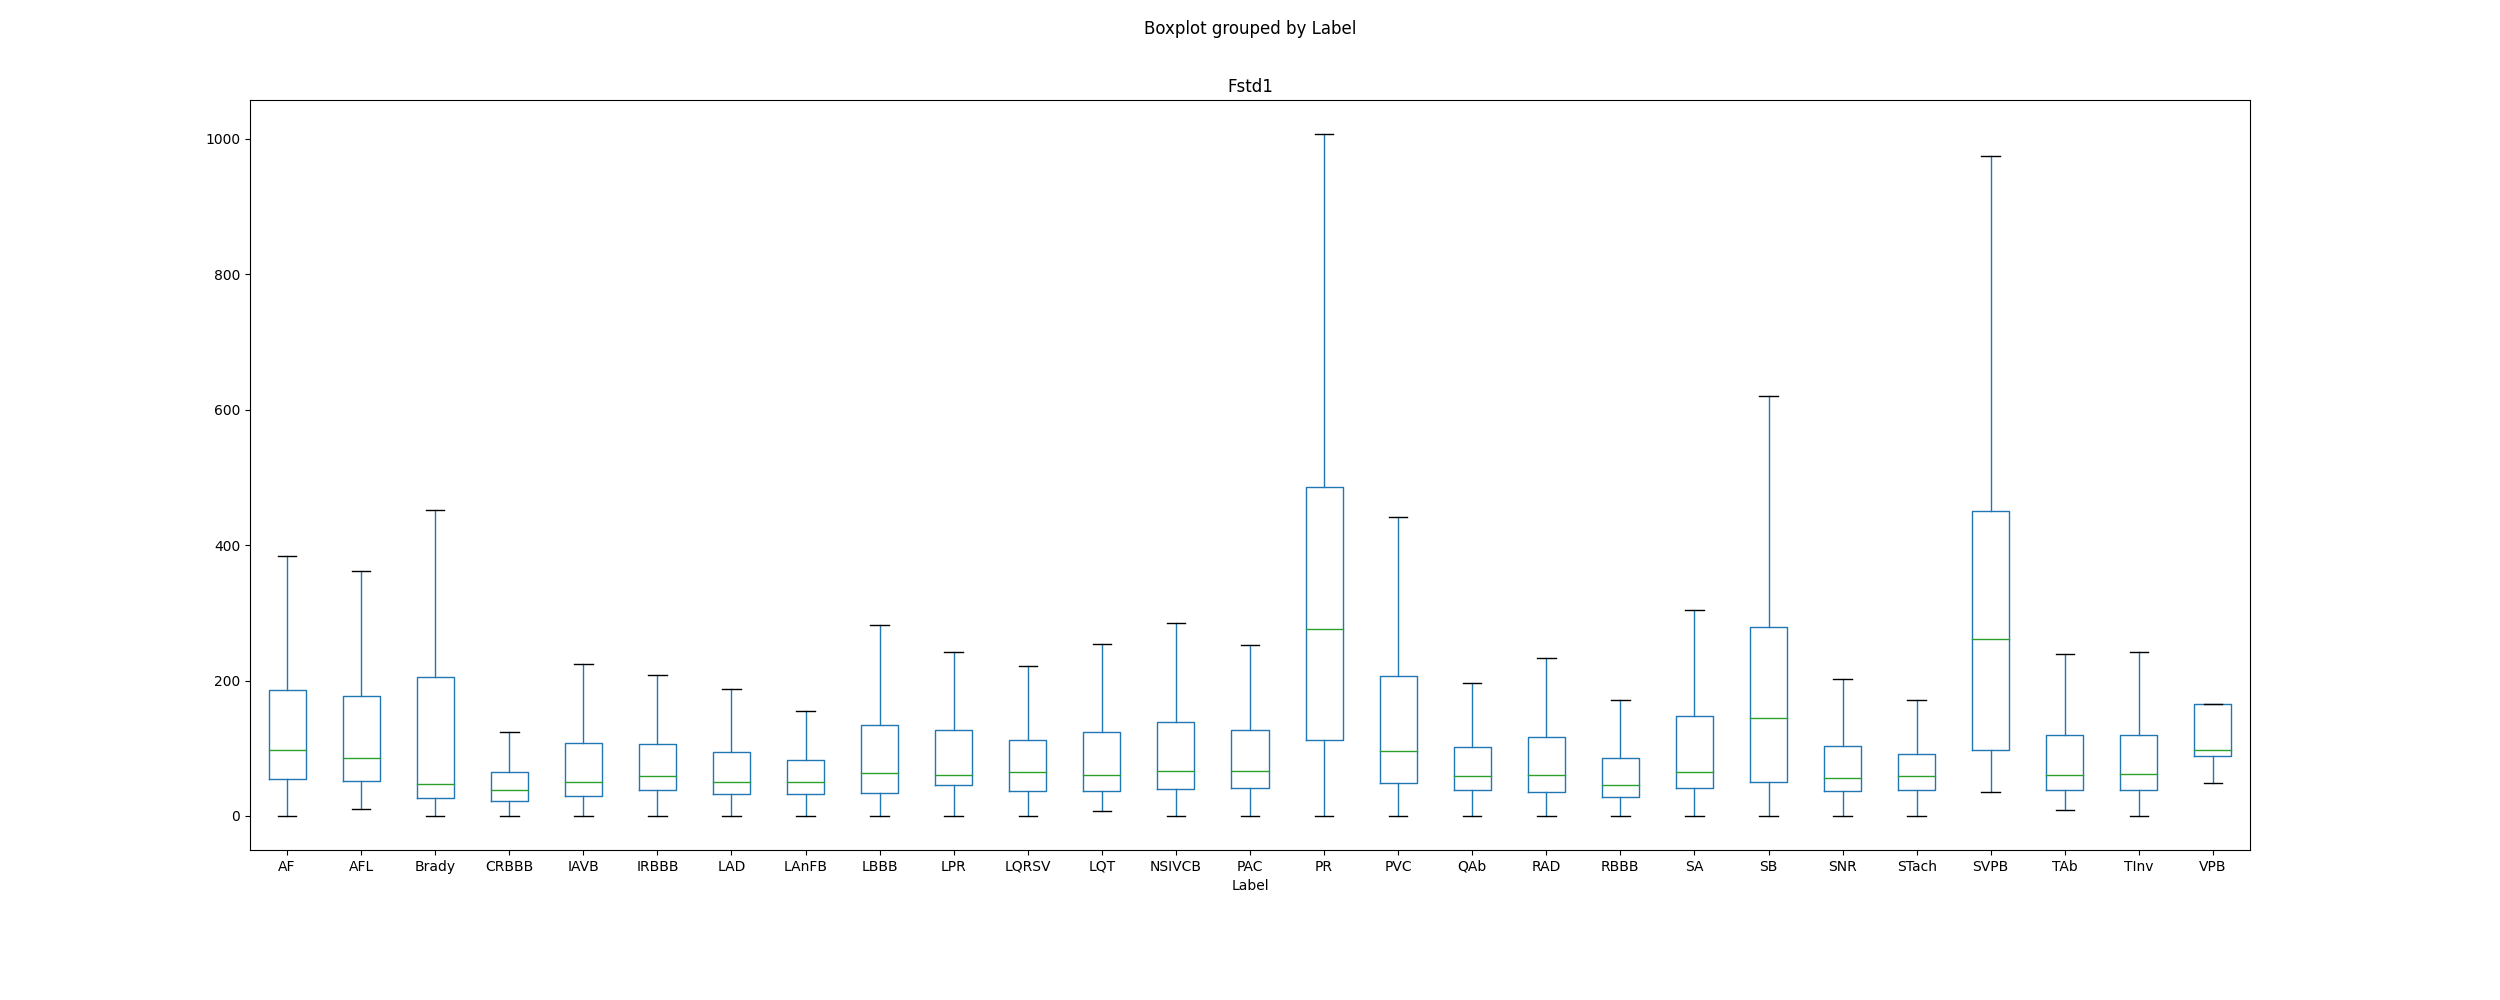 Boxplot grouped by Label
Fstd1
1000
800
600
400
200
0
AF AFL Brady CRBBB IAVB IRBBB LAD LAnFB LBBB LPR LQRSV LQT NSIVCB PAC PR PVC QAb RAD RBBB SA SB SNR STach SVPB TAb TInv VPB
Label